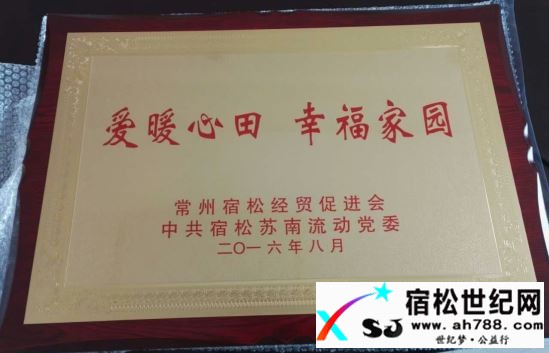 爱暖心田 幸福家园
常州宿松经贸促进会
中共宿松苏南流动党委
二〇一六年八月
宿松世纪网
XSJ www.ah788.com
世纪梦·公益行